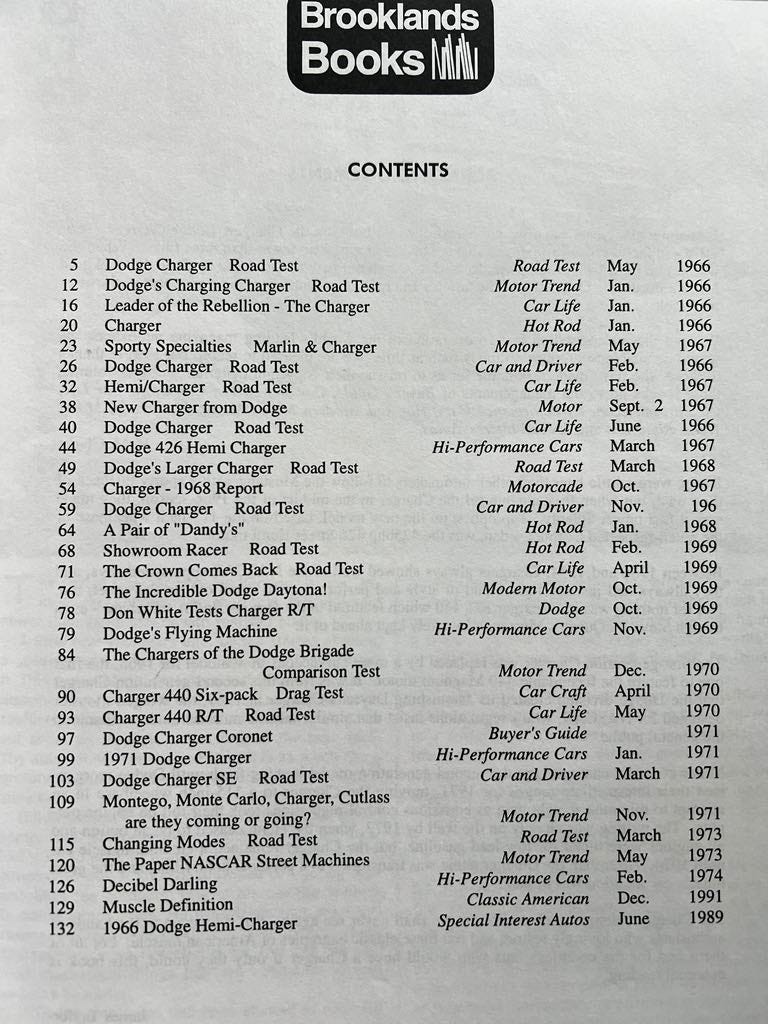 Brooklands
Books
CONTENTS
5 Dodge Charger Road Test Road Test May 1966
12 Dodge's Charging Charger Road Test Motor Trend Jan. 1966
16 Leader of the Rebellion - The Charger Car Life Jan. 1966
20 Charger Hot Rod Jan. 1966
23 Sporty Specialties Marlin & Charger Motor Trend May 1967
26 Dodge Charger Road Test Car and Driver Feb. 1966
32 Hemi/Charger Road Test Car Life Feb. 1967
38 New Charger from Dodge Motor Sept. 2 1967
40 Dodge Charger Road Test Car Life June 1966
44 Dodge 426 Hemi Charger Hi-Performance Cars March 1967
49 Dodge's Larger Charger Road Test Road Test March 1968
54 Charger - 1968 Report Motorcade Oct. 1967
59 Dodge Charger Road Test Car and Driver Nov. 196
64 A Pair of "Dandy's" Hot Rod Jan. 1968
68 Showroom Racer Road Test Hot Rod Feb. 1969
71 The Crown Comes Back Road Test Car Life April 1969
76 The Incredible Dodge Daytona! Modern Motor Oct. 1969
78 Don White Tests Charger R/T Dodge Oct. 1969
79 Dodge's Flying Machine Hi-Performance Cars Nov. 1969
84 The Chargers of the Dodge Brigade
Comparison Test Motor Trend Dec. 1970
90 Charger 440 Six-pack Drag Test Car Craft April 1970
93 Charger 440 R/T Road Test Car Life May 1970
97 Dodge Charger Coronet Buyer's Guide 1971
99 1971 Dodge Charger Hi-Performance Cars Jan. 1971
103 Dodge Charger SE Road Test Car and Driver March 1971
109 Montego, Monte Carlo, Charger, Cutlass
are they coming or going? Motor Trend Nov. 1971
115 Changing Modes Road Test Road Test March 1973
120 The Paper NASCAR Street Machines Motor Trend May 1973
126 Decibel Darling Hi-Performance Cars Feb. 1974
129 Muscle Definition Classic American Dec. 1991
132 1966 Dodge Hemi-Charger Special Interest Autos June 1989